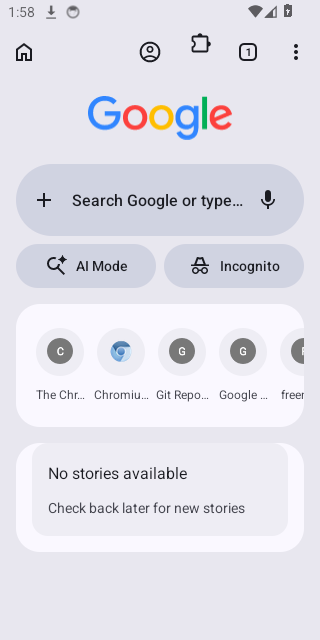 1:58
1
Google
Search Google or type...
AI Mode
Incognito
C
G
G
The Chr...
Chromiu...
Git Repo...
Google ...
freer
No stories available
Check back later for new stories